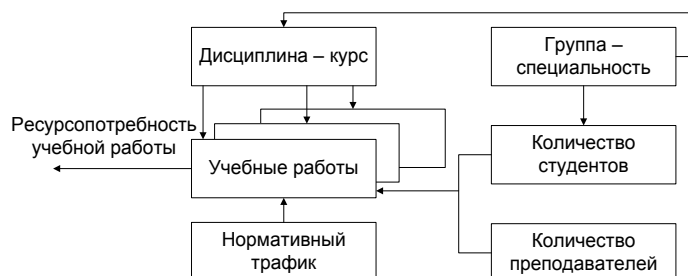 Дисциплина – курс
Группа –
специальность
Ресурсопотребность
учебной работы
Учебные работы
Количество
студентов
Нормативный
трафик
Количество
преподавателей